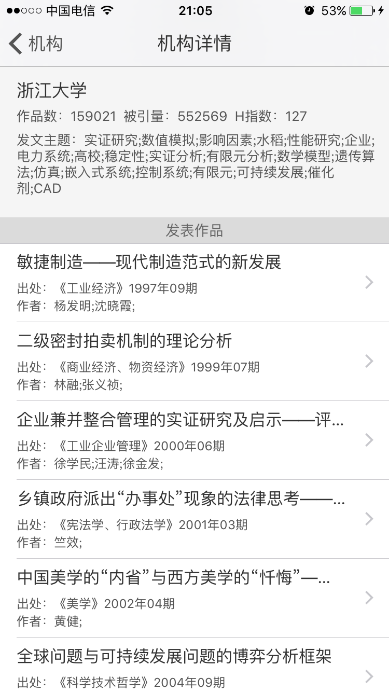 中国电信 21:05 53%
机构 机构详情
浙江大学
作品数：159021 被引量：552569 H指数：127
发文主题：实证研究;数值模拟;影响因素;水稻;性能研究;企业;
电力系统;高校;稳定性;实证分析;有限元分析;数学模型;遗传算
法;仿真;嵌入式系统;控制系统;有限元;可持续发展;催化
剂;CAD
发表作品
敏捷制造——现代制造范式的新发展
出处：《工业经济》1997年09期
作者：杨发明;沈晓霞;
二级密封拍卖机制的理论分析
出处：《商业经济、物资经济》1999年07期
作者：林融;张义祯;
企业兼并整合管理的实证研究及启示——评...
出处：《工业企业管理》2000年06期
作者：徐学民;汪涛;徐金发;
乡镇政府派出“办事处”现象的法律思考——...
出处：《宪法学、行政法学》2001年03期
作者：竺效;
中国美学的“内省”与西方美学的“忏悔”—...
出处：《美学》2002年04期
作者：黄健;
全球问题与可持续发展问题的博弈分析框架
出处：《科学技术哲学》2004年09期